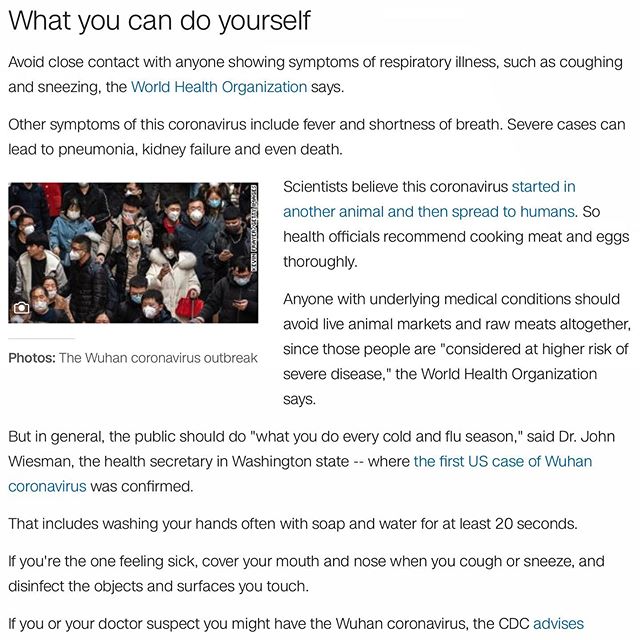 What you can do yourself
Avoid close contact with anyone showing symptoms of respiratory illness, such as coughing
and sneezing, the World Health Organization says.
Other symptoms of this coronavirus include fever and shortness of breath. Severe cases can
lead to pneumonia, kidney failure and even death.
KEVIN FRAYER/GETTY IMAGES
Photos: The Wuhan coronavirus outbreak
Scientists believe this coronavirus started in
another animal and then spread to humans. So
health officials recommend cooking meat and eggs
thoroughly.
Anyone with underlying medical conditions should
avoid live animal markets and raw meats altogether,
since those people are "considered at higher risk of
severe disease," the World Health Organization
says.
But in general, the public should do "what you do every cold and flu season," said Dr. John
Wiesman, the health secretary in Washington state -- where the first US case of Wuhan
coronavirus was confirmed.
That includes washing your hands often with soap and water for at least 20 seconds.
If you're the one feeling sick, cover your mouth and nose when you cough or sneeze, and
disinfect the objects and surfaces you touch.
If you or your doctor suspect you might have the Wuhan coronavirus, the CDC advises